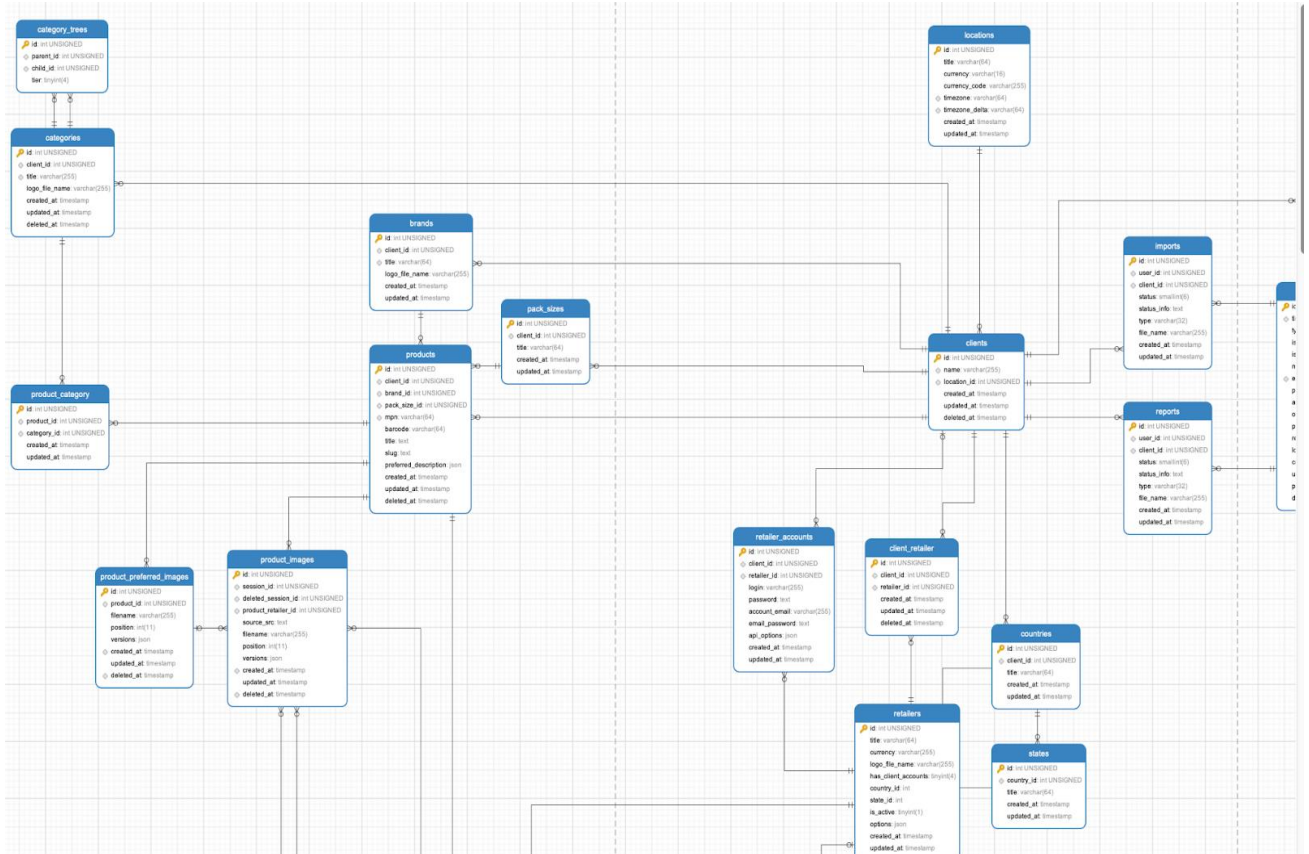 category_trees
id: int UNSIGNED
parent_id: int UNSIGNED
child_id: int UNSIGNED
tier: tinyint(4)
categories
id: int UNSIGNED
client_id: int UNSIGNED
title: varchar(255)
logo_file_name: varchar(255)
created_at: timestamp
updated_at: timestamp
deleted_at: timestamp
locations
id: int UNSIGNED
title: varchar(64)
currency: varchar(16)
currency_code: varchar(255)
timezone: varchar(64)
timezone_delta: varchar(64)
created_at: timestamp
updated_at: timestamp
brands
id: int UNSIGNED
client_id: int UNSIGNED
title: varchar(64)
logo_file_name: varchar(255)
created_at: timestamp
updated_at: timestamp
imports
id: int UNSIGNED
user_id: int UNSIGNED
client_id: int UNSIGNED
status: smallint(6)
status_info: text
type: varchar(32)
file_name: varchar(255)
created_at: timestamp
updated_at: timestamp
pack_sizes
id: int UNSIGNED
client_id: int UNSIGNED
title: varchar(64)
created_at: timestamp
updated_at: timestamp
clients
id: int UNSIGNED
name: varchar(255)
location_id: int UNSIGNED
created_at: timestamp
updated_at: timestamp
deleted_at: timestamp
products
id: int UNSIGNED
client_id: int UNSIGNED
brand_id: int UNSIGNED
pack_size_id: int UNSIGNED
mpn: varchar(64)
barcode: varchar(64)
title: text
slug: text
preferred_description: json
created_at: timestamp
updated_at: timestamp
deleted_at: timestamp
product_category
id: int UNSIGNED
product_id: int UNSIGNED
category_id: int UNSIGNED
created_at: timestamp
updated_at: timestamp
reports
id: int UNSIGNED
user_id: int UNSIGNED
client_id: int UNSIGNED
status: smallint(6)
status_info: text
type: varchar(32)
file_name: varchar(255)
created_at: timestamp
updated_at: timestamp
product_preferred_images
id: int UNSIGNED
product_id: int UNSIGNED
filename: varchar(255)
position: int(11)
versions: json
created_at: timestamp
updated_at: timestamp
deleted_at: timestamp
product_images
id: int UNSIGNED
session_id: int UNSIGNED
deleted_session_id: int UNSIGNED
product_retailer_id: int UNSIGNED
source_src: text
filename: varchar(255)
position: int(11)
versions: json
created_at: timestamp
updated_at: timestamp
deleted_at: timestamp
retailer_accounts
id: int UNSIGNED
client_id: int UNSIGNED
retailer_id: int UNSIGNED
login: varchar(255)
password: text
account_email: varchar(255)
email_password: text
api_options: json
created_at: timestamp
updated_at: timestamp
client_retailer
id: int UNSIGNED
client_id: int UNSIGNED
retailer_id: int UNSIGNED
created_at: timestamp
updated_at: timestamp
deleted_at: timestamp
countries
id: int UNSIGNED
client_id: int UNSIGNED
title: varchar(64)
created_at: timestamp
updated_at: timestamp
retailers
id: int UNSIGNED
title: varchar(64)
currency: varchar(255)
logo_file_name: varchar(255)
has_client_accounts: tinyint(4)
country_id: int
state_id: int
is_active: tinyint(1)
options: json
created_at: timestamp
updated_at: timestamp
states
id: int UNSIGNED
country_id: int UNSIGNED
title: varchar(64)
created_at: timestamp
updated_at: timestamp